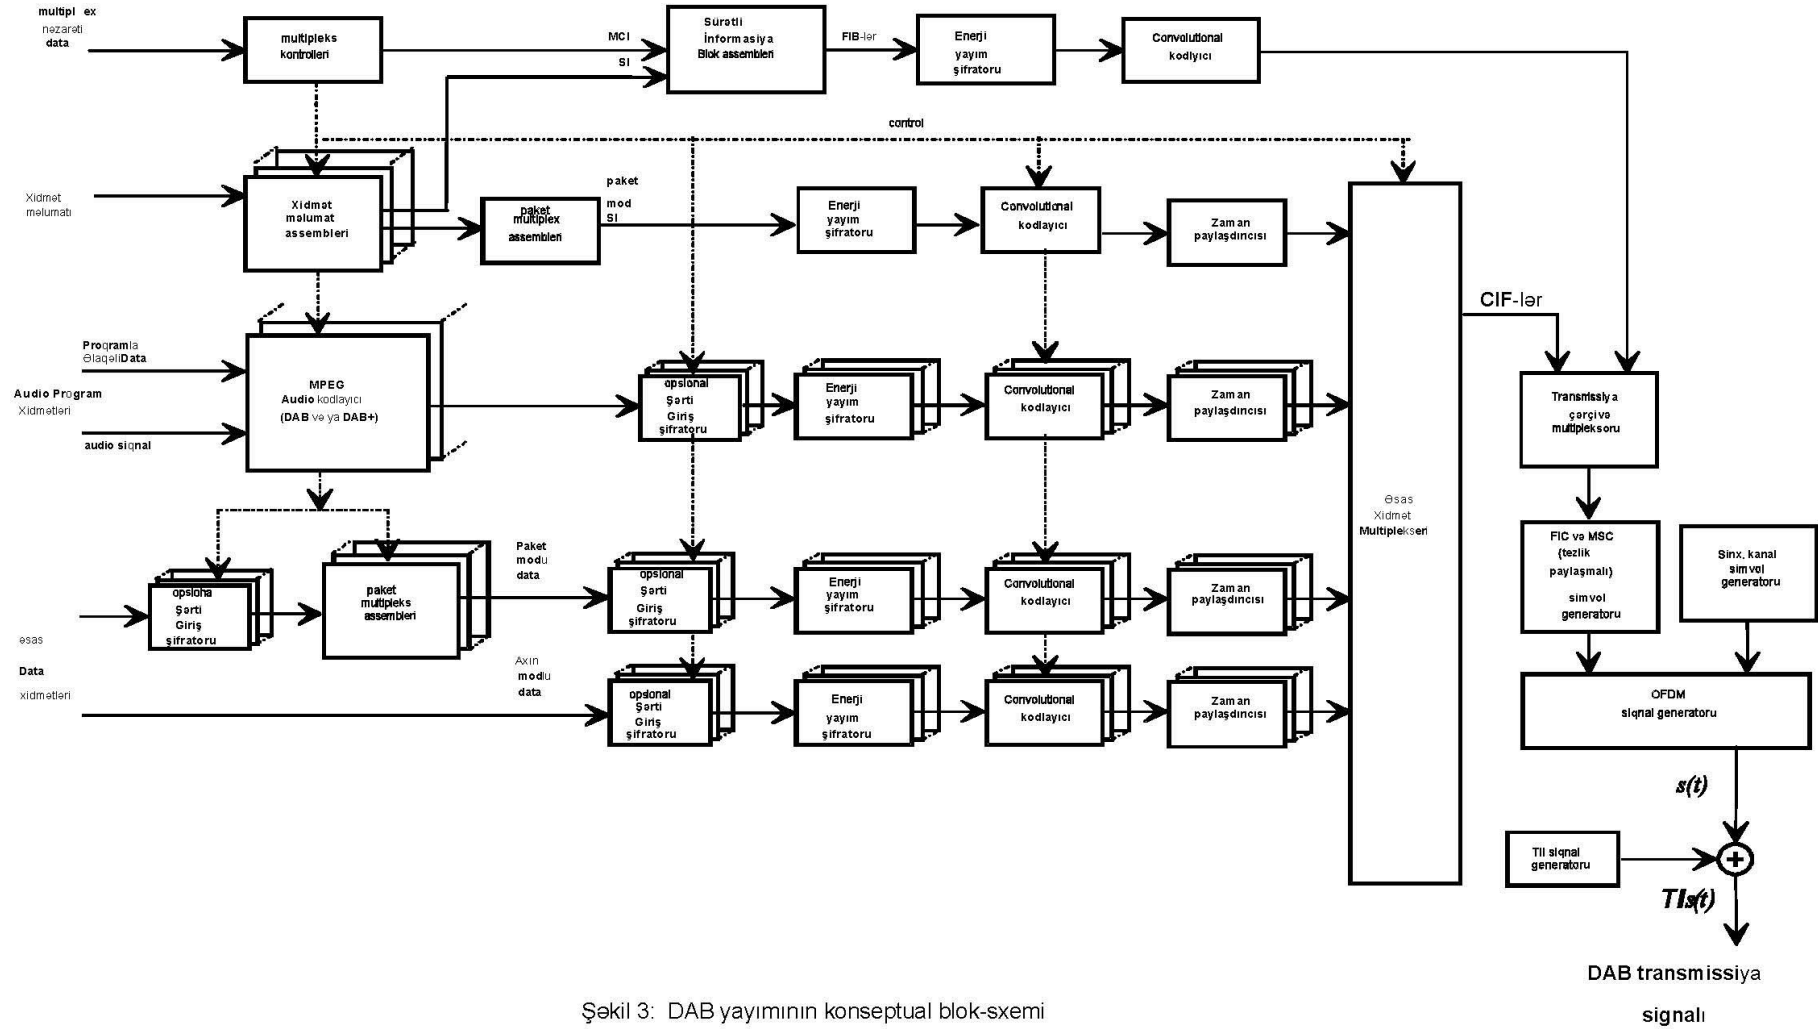 multipl ex
nəzarəti
data
multipleks
kontrolleri
MCI
SI
Sürətli
İnformasiya
Blok assembleri
FIB-lər
Enerji
yayım
şifratoru
Convolutional
kodlyıcı
control
Xidmət
məlumatı
Xidmət
məlumat
assembleri
paket
multiplex
assembleri
paket
mod
SI
Enerji
yayım
şifratoru
Convolutional
kodlayıcı
Zaman
paylaşdırıcısı
CIF-lər
Proqramla
ƏlaqəliData
Audio Program
Xidmətləri
audio siqnal
MPEG
Audio kodlayıcı
(DAB və ya DAB+)
opsional
Şərti
Giriş
şifratoru
Enerji
yayım
şifratoru
Convolutional
kodlayıcı
Zaman
paylaşdırıcısı
Əsas
Xidmət
Multiplekseri
Transmissiya
çərçivə
multipleksoru
FIC və MSC
(tezlik
paylaşmalı)
simvol
generatoru
Sinx. kanal
simvol
generatoru
əsas
Data
xidmətləri
opsiona
Şərti
Giriş
şifratoru
paket
multipleks
assembleri
Paket
modu
data
opsional
Şərti
Giriş
şifratoru
Enerji
yayım
şifratoru
Convolutional
kodlayıcı
Zaman
paylaşdırıcısı
Axın
modlu
data
opsional
Şərti
Giriş
şifratoru
Enerji
yayım
şifratoru
Convolutional
kodlayıcı
Zaman
paylaşdırıcısı
OFDM
siqnal generatoru
s(t)
TII siqnal
generatoru
+
TIs(t)
DAB transmissiya
signalı
Şəkil 3: DAB yayımının konseptual blok-sxemi